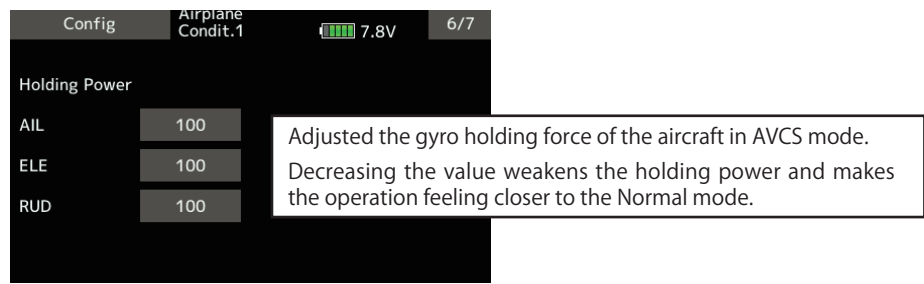 Config Airplane Condit.1 7.8V 6/7
Holding Power
AIL 100
ELE 100
RUD 100
Adjusted the gyro holding force of the aircraft in AVCS mode.
Decreasing the value weakens the holding power and makes
the operation feeling closer to the Normal mode.